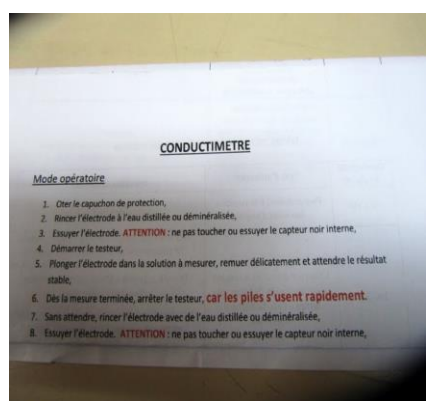 CONDUCTIMETRE
Mode opératoire
1. Oter le capuchon de protection,
2. Rincer l'électrode à l'eau distillée ou déminéralisée,
3. Essuyer l'électrode. ATTENTION : ne pas toucher ou essuyer le capteur noir interne,
4. Démarrer le testeur,
5. Plonger l'électrode dans la solution à mesurer, remuer délicatement et attendre le résultat
stable,
6. Dès la mesure terminée, arrêter le testeur, car les piles s'usent rapidement.
7. Sans attendre, rincer l'électrode avec de l'eau distillée ou déminéralisée,
8. Essuyer l'électrode. ATTENTION : ne pas toucher ou essuyer le capteur noir interne,